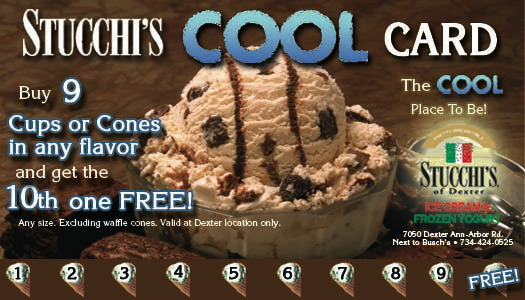 STUCCHI'S COOL CARD
Buy 9
Cups or Cones
in any flavor
and get the
10th one FREE!
Any size. Excluding waffle cones. Valid at Dexter location only.
The COOL
Place To Be!
STUCCHI'S
of Dexter
ICE CREAM &
FROZEN YOGURT
7050 Dexter Ann-Arbor Rd.
Next to Busch's • 734-424-0525
1 2 3 4 5 6 7 8 9 FREE!